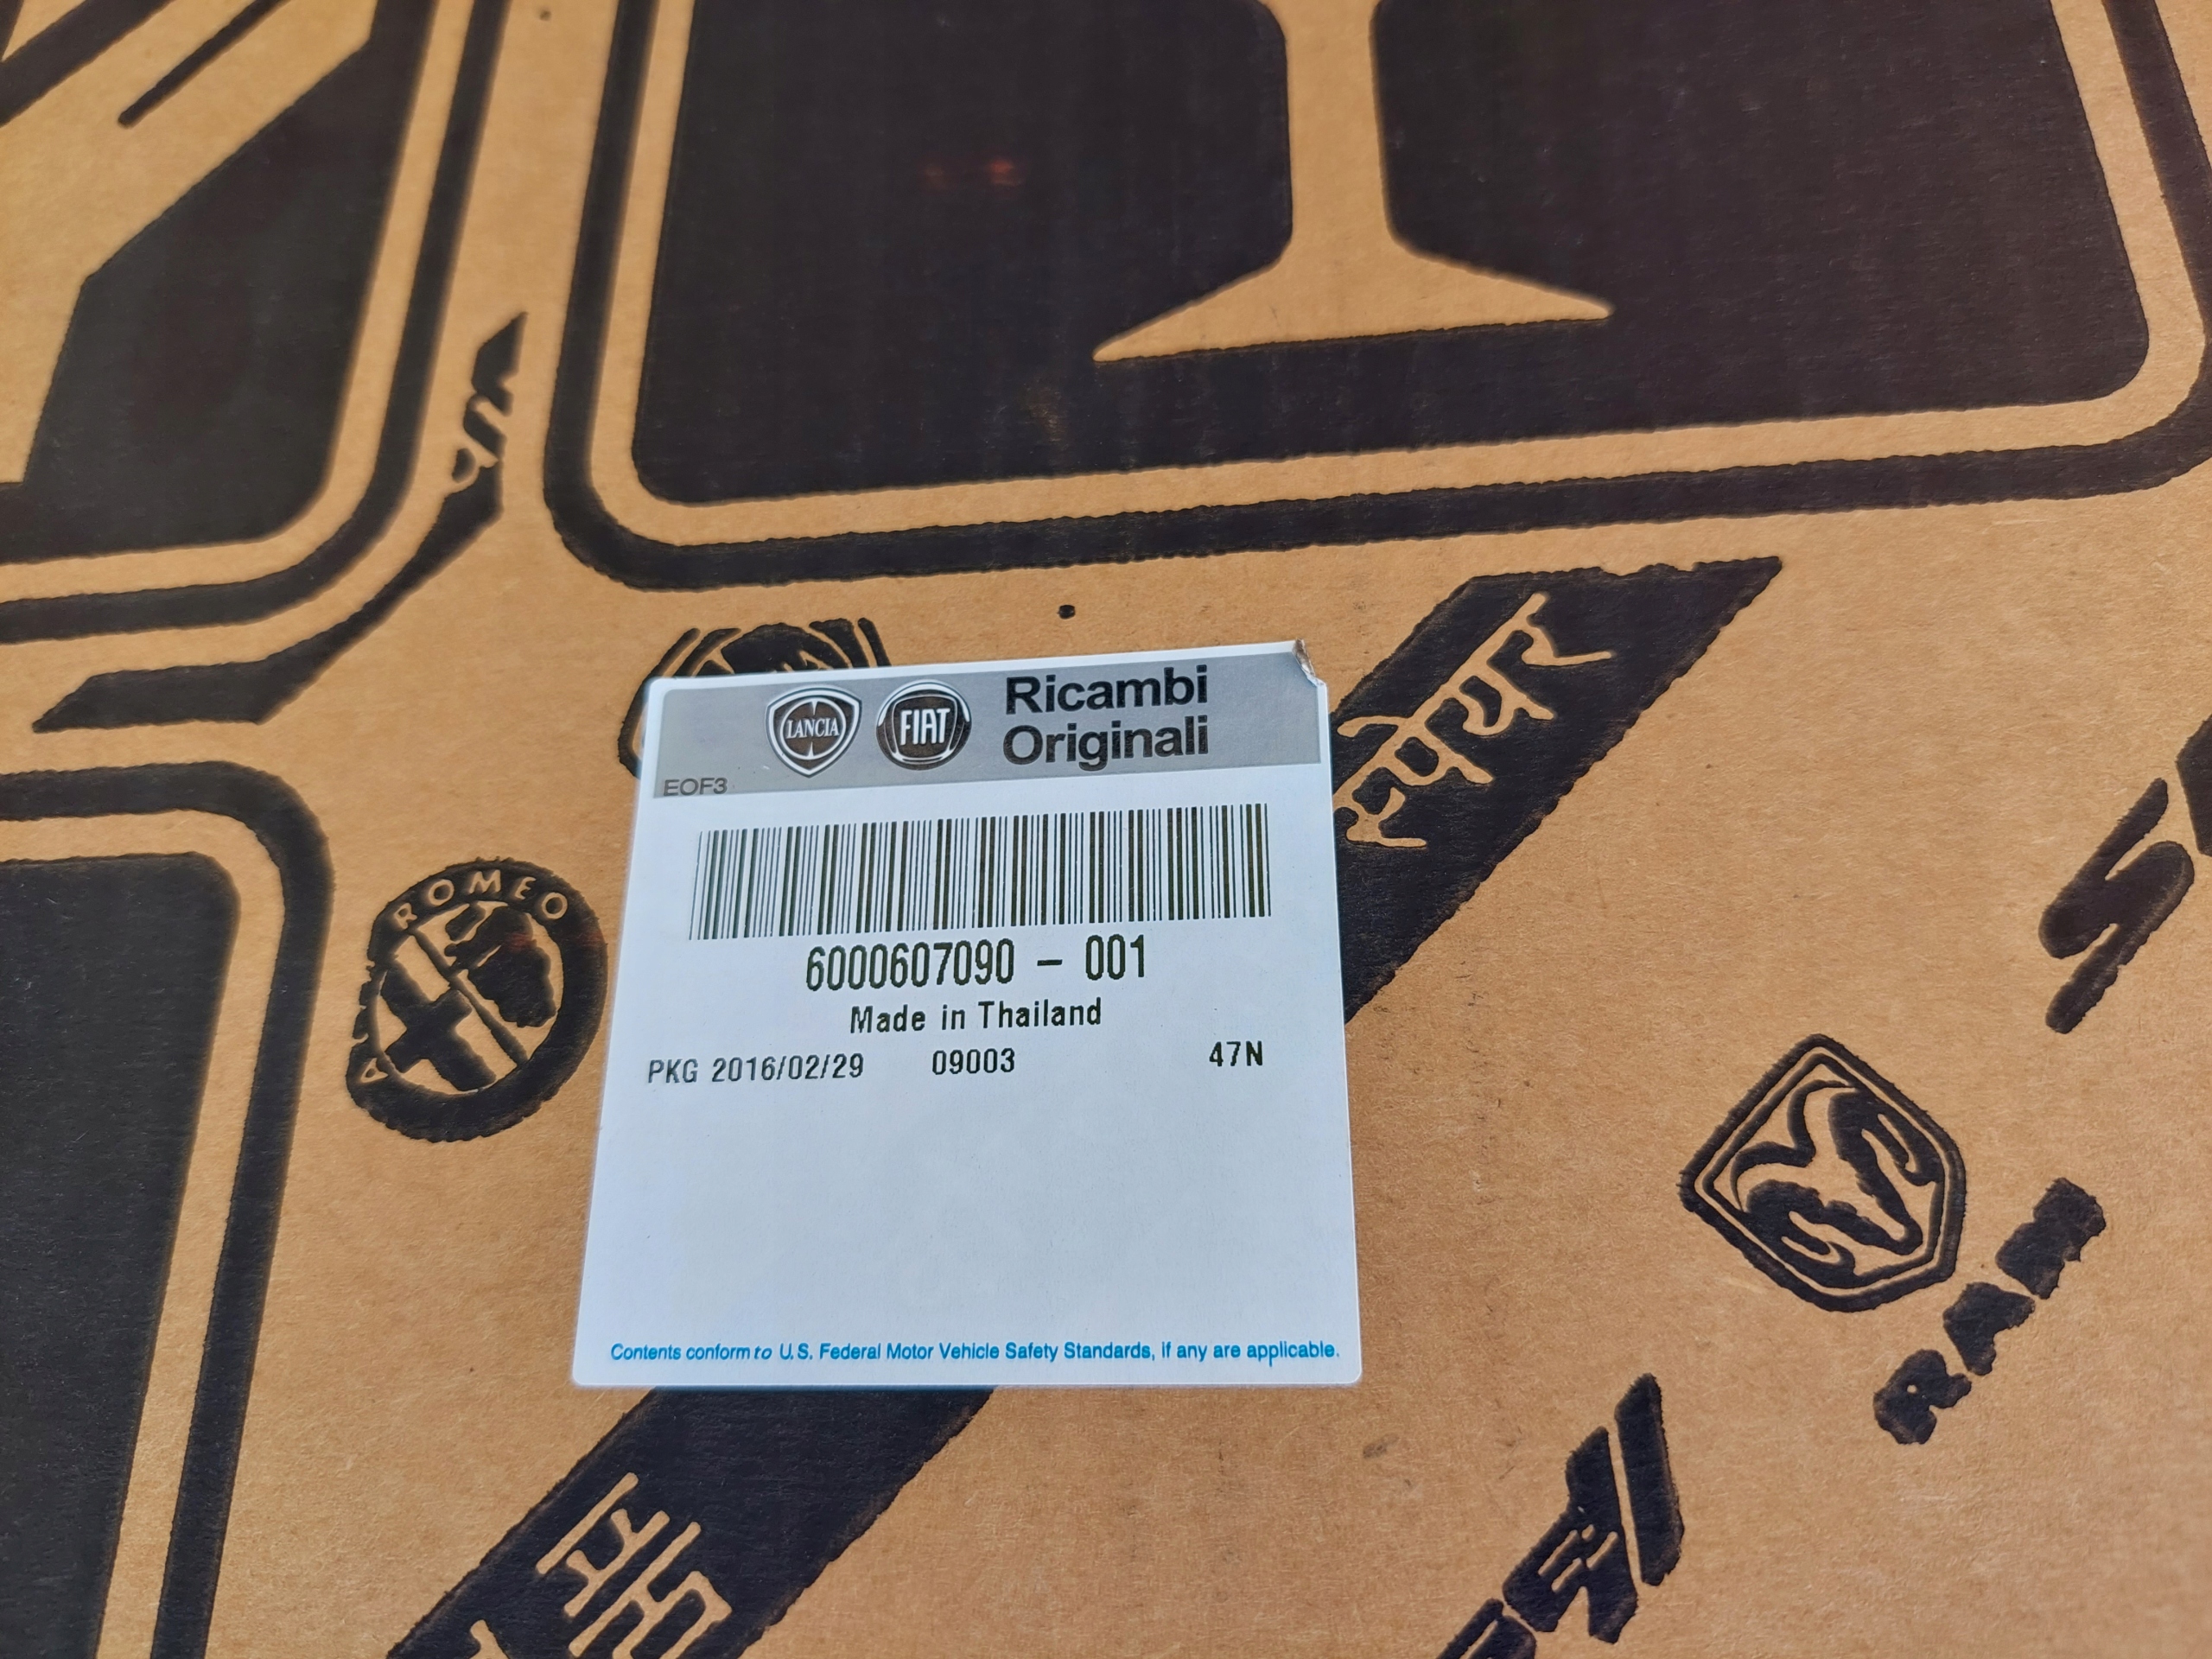 LANCIA
FIAT
Ricambi
Originali
EOF3
6000607090 - 001
Made in Thailand
PKG 2016/02/29 09003 47N
Contents conform to U.S. Federal Motor Vehicle Safety Standards, if any are applicable.
ROMEO
स्पेयर
RAM